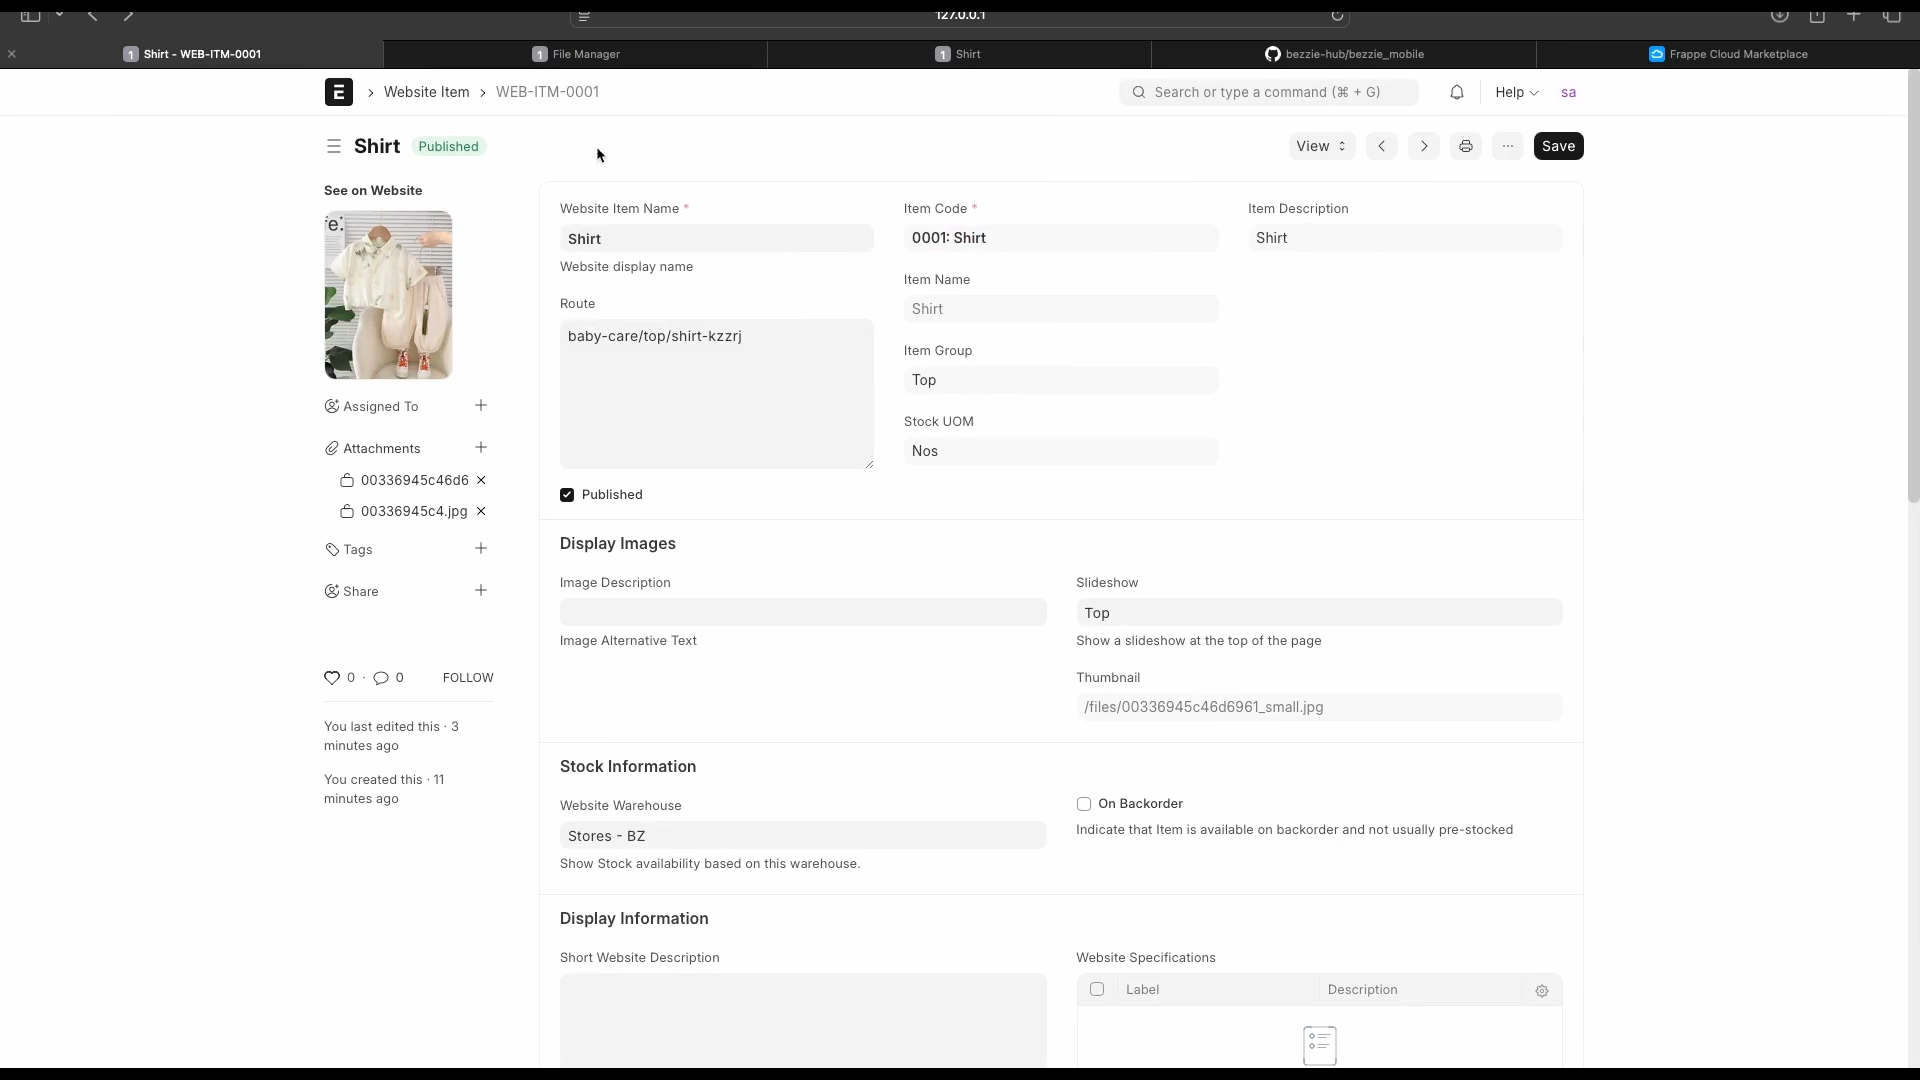 127.0.0.1
1 Shirt - WEB-ITM-0001
1 File Manager
1 Shirt
bezzie-hub/bezzie_mobile
Frappe Cloud Marketplace
E
Website Item
WEB-ITM-0001
Search or type a command (⌘ + G)
Help
sa
Shirt
Published
View
Save
See on Website
re:
Assigned To
Attachments
00336945c46d6
00336945c4.jpg
Tags
Share
0 · 0 FOLLOW
You last edited this · 3
minutes ago
You created this · 11
minutes ago
Website Item Name *
Shirt
Website display name
Route
baby-care/top/shirt-kzzrj
Published
Item Code *
0001: Shirt
Item Name
Shirt
Item Group
Top
Stock UOM
Nos
Item Description
Shirt
Display Images
Image Description
Image Alternative Text
Slideshow
Top
Show a slideshow at the top of the page
Thumbnail
/files/00336945c46d6961_small.jpg
Stock Information
Website Warehouse
Stores - BZ
Show Stock availability based on this warehouse.
On Backorder
Indicate that Item is available on backorder and not usually pre-stocked
Display Information
Short Website Description
Website Specifications
Label Description